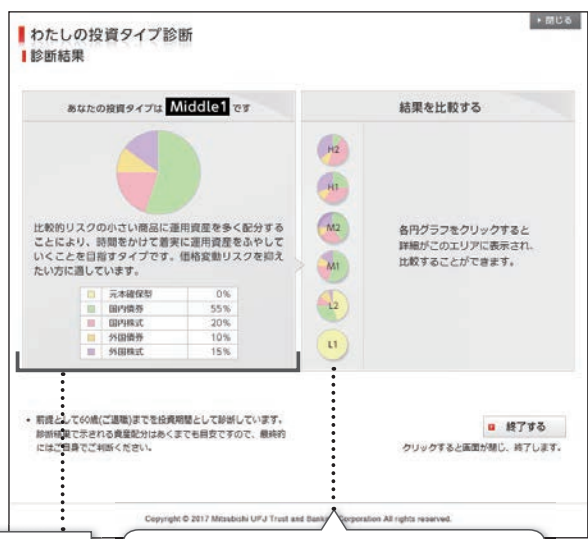 ▸ 閉じる
わたしの投資タイプ診断
診断結果
あなたの投資タイプは Middle1 です
比較的リスクの小さい商品に運用資産を多く配分する
ことにより、時間をかけて着実に運用資産をふやして
いくことを目指すタイプです。価格変動リスクを抑え
たい方に適しています。
元本確保型 0%
国内債券 55%
国内株式 20%
外国債券 10%
外国株式 15%
結果を比較する
H2
H1
M2
M1
L2
L1
各円グラフをクリックすると
詳細がこのエリアに表示され、
比較することができます。
・ 前提として60歳(ご退職)までを投資期間として診断しています。
診断結果で示される資産配分はあくまでも目安ですので、最終的
にはご自身でご判断ください。
終了する
クリックすると画面が閉じ、終了します。
Copyright © 2017 Mitsubishi UFJ Trust and Banking Corporation All rights reserved.